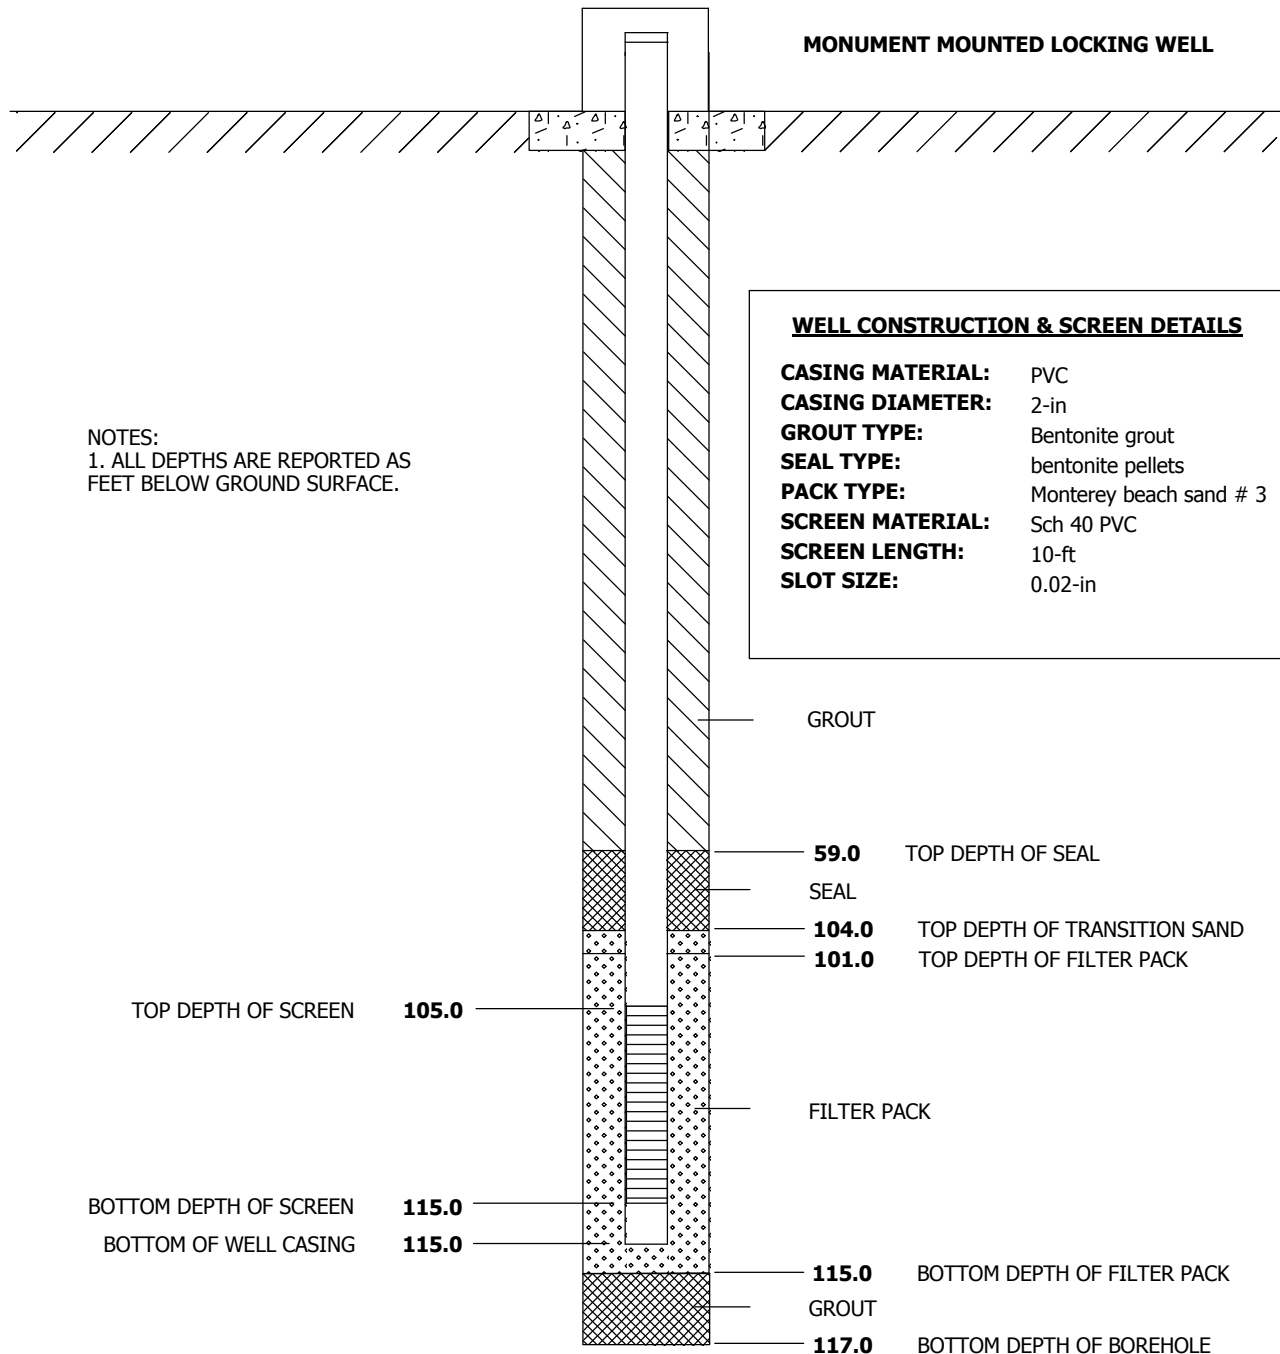 MONUMENT MOUNTED LOCKING WELL
WELL CONSTRUCTION & SCREEN DETAILS
CASING MATERIAL: PVC
CASING DIAMETER: 2-in
GROUT TYPE: Bentonite grout
SEAL TYPE: bentonite pellets
PACK TYPE: Monterey beach sand # 3
SCREEN MATERIAL: Sch 40 PVC
SCREEN LENGTH: 10-ft
SLOT SIZE: 0.02-in
NOTES:
1. ALL DEPTHS ARE REPORTED AS
FEET BELOW GROUND SURFACE.
GROUT
59.0 TOP DEPTH OF SEAL
SEAL
104.0 TOP DEPTH OF TRANSITION SAND
101.0 TOP DEPTH OF FILTER PACK
TOP DEPTH OF SCREEN 105.0
FILTER PACK
BOTTOM DEPTH OF SCREEN 115.0
BOTTOM OF WELL CASING 115.0
115.0 BOTTOM DEPTH OF FILTER PACK
GROUT
117.0 BOTTOM DEPTH OF BOREHOLE